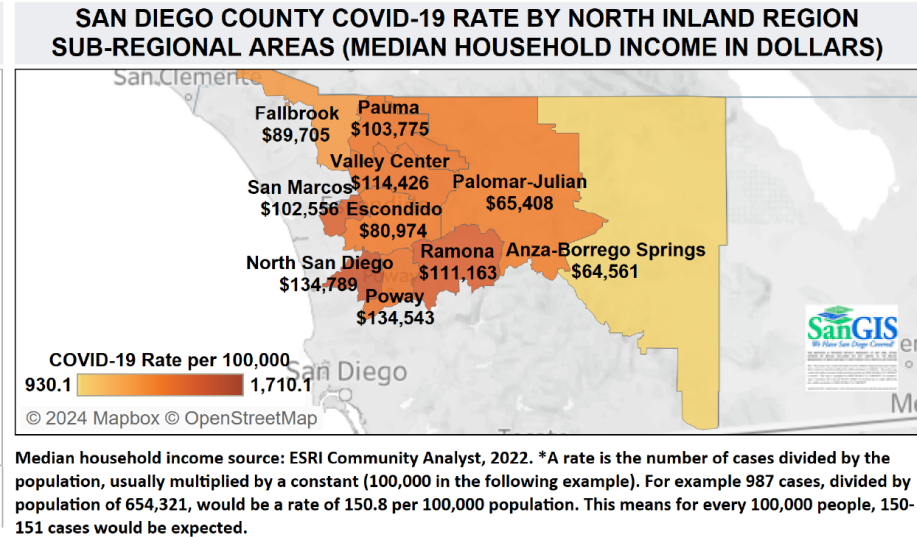 SAN DIEGO COUNTY COVID-19 RATE BY NORTH INLAND REGION
SUB-REGIONAL AREAS (MEDIAN HOUSEHOLD INCOME IN DOLLARS)
San Clemente
Fallbrook
$89,705
Pauma
$103,775
Valley Center
$114,426
San Marcos
$102,556
Escondido
$80,974
Palomar-Julian
$65,408
North San Diego
$134,789
Ramona
$111,163
Anza-Borrego Springs
$64,561
Poway
$134,543
SanGIS
We Have San Diego Covered!
COVID-19 Rate per 100,000
930.1 1,710.1
San Diego
© 2024 Mapbox © OpenStreetMap
Median household income source: ESRI Community Analyst, 2022. *A rate is the number of cases divided by the
population, usually multiplied by a constant (100,000 in the following example). For example 987 cases, divided by
population of 654,321, would be a rate of 150.8 per 100,000 population. This means for every 100,000 people, 150-
151 cases would be expected.